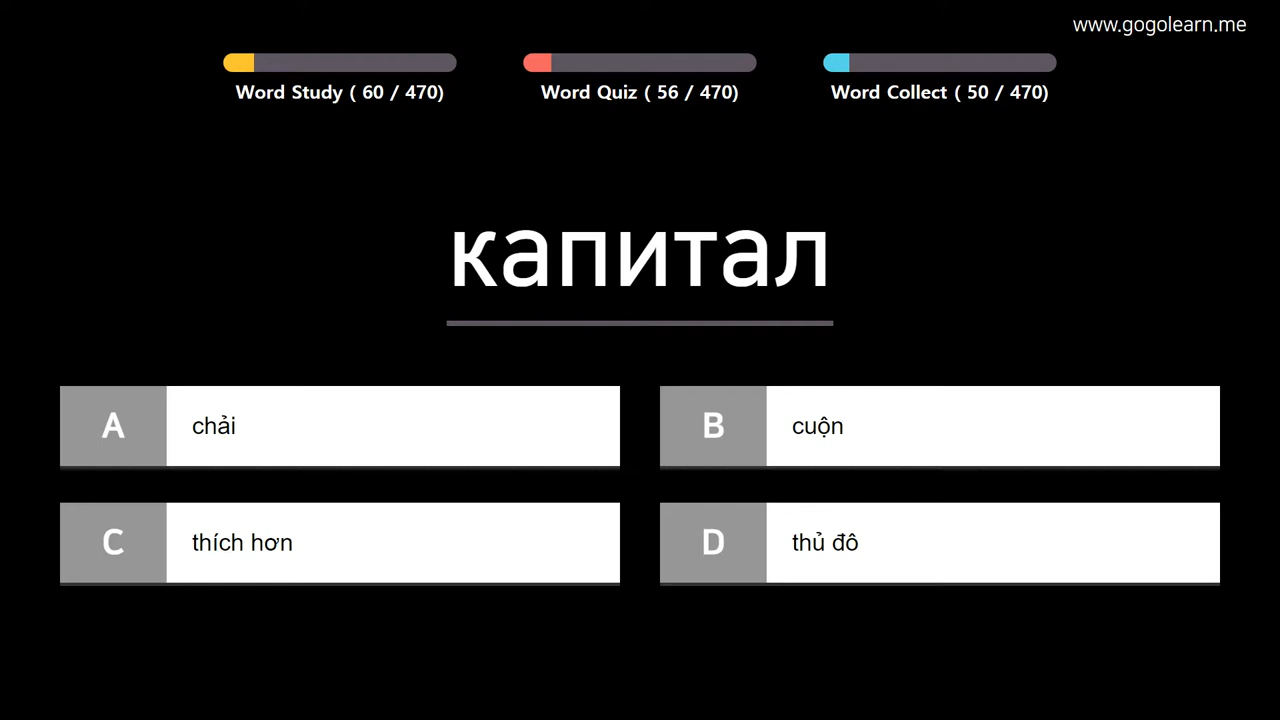 www.gogolearn.me
Word Study ( 60 / 470)
Word Quiz ( 56 / 470)
Word Collect ( 50 / 470)
капитал
A chải
B cuộn
C thích hơn
D thủ đô